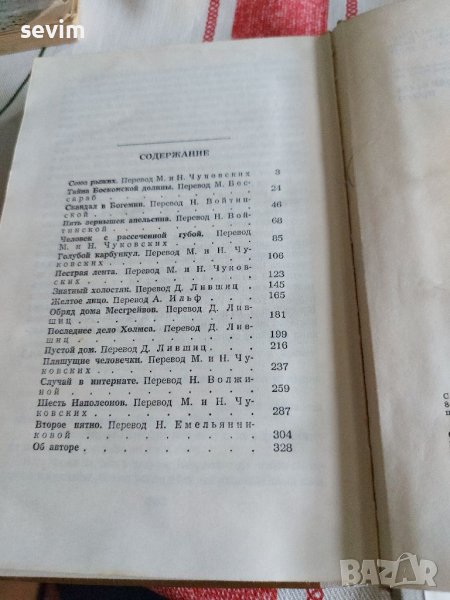 sevim
СОДЕРЖАНИЕ
Союз рыжих. Перевод М. и Н. Чуковских 3
Тайна Боскомской долины. Перевод М. Бессараб 24
Скандал в Богемии. Перевод Н. Войтинской 46
Пять зернышек апельсина. Перевод Н. Войтинской 68
Человек с рассеченной губой. Перевод М. и Н. Чуковских 85
Голубой карбункул. Перевод М. и Н. Чуковских 106
Пестрая лента. Перевод М. и Н. Чуковских 123
Знатный холостяк. Перевод Д. Лившиц 145
Желтое лицо. Перевод А. Ильф 165
Обряд дома Месгрейвов. Перевод Д. Лившиц 181
Последнее дело Холмса. Перевод Д. Лившиц 199
Пустой дом. Перевод Д. Лившиц 216
Пляшущие человечки. Перевод М. и Н. Чуковских 237
Случай в интернате. Перевод Н. Волжиной 259
Шесть Наполеонов. Перевод М. и Н. Чуковских 287
Второе пятно. Перевод Н. Емельянниковой 304
Об авторе 328
BAZAR